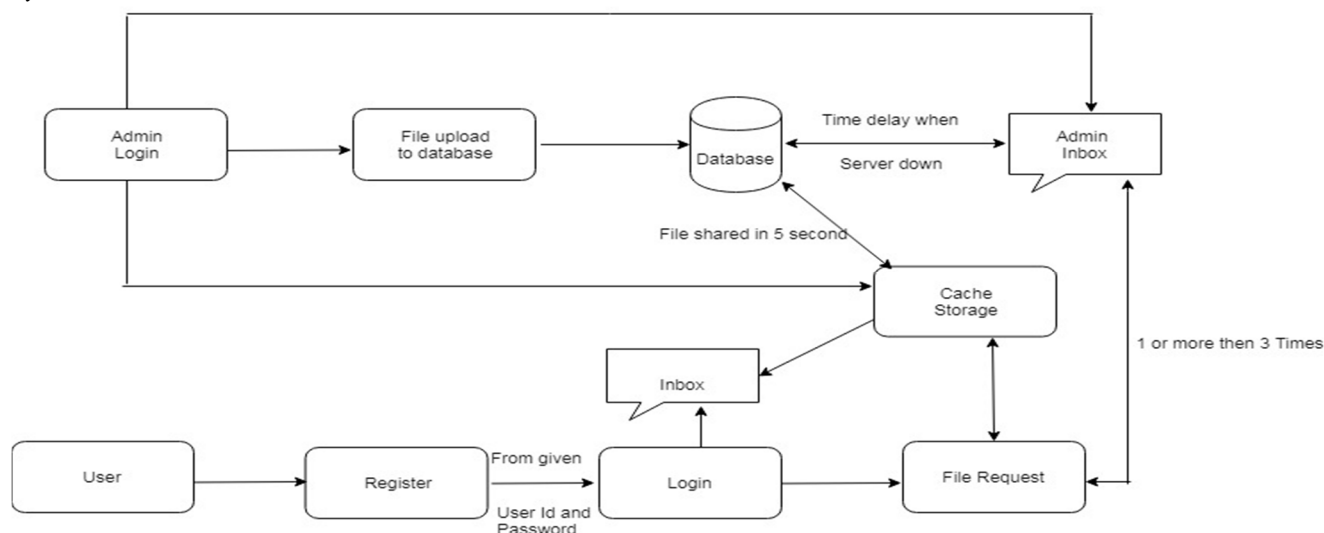 Admin
Login
File upload
to database
Database
Time delay when
Server down
Admin
Inbox
File shared in 5 second
Cache
Storage
1 or more then 3 Times
Inbox
User
Register
From given
User Id and
Password
Login
File Request